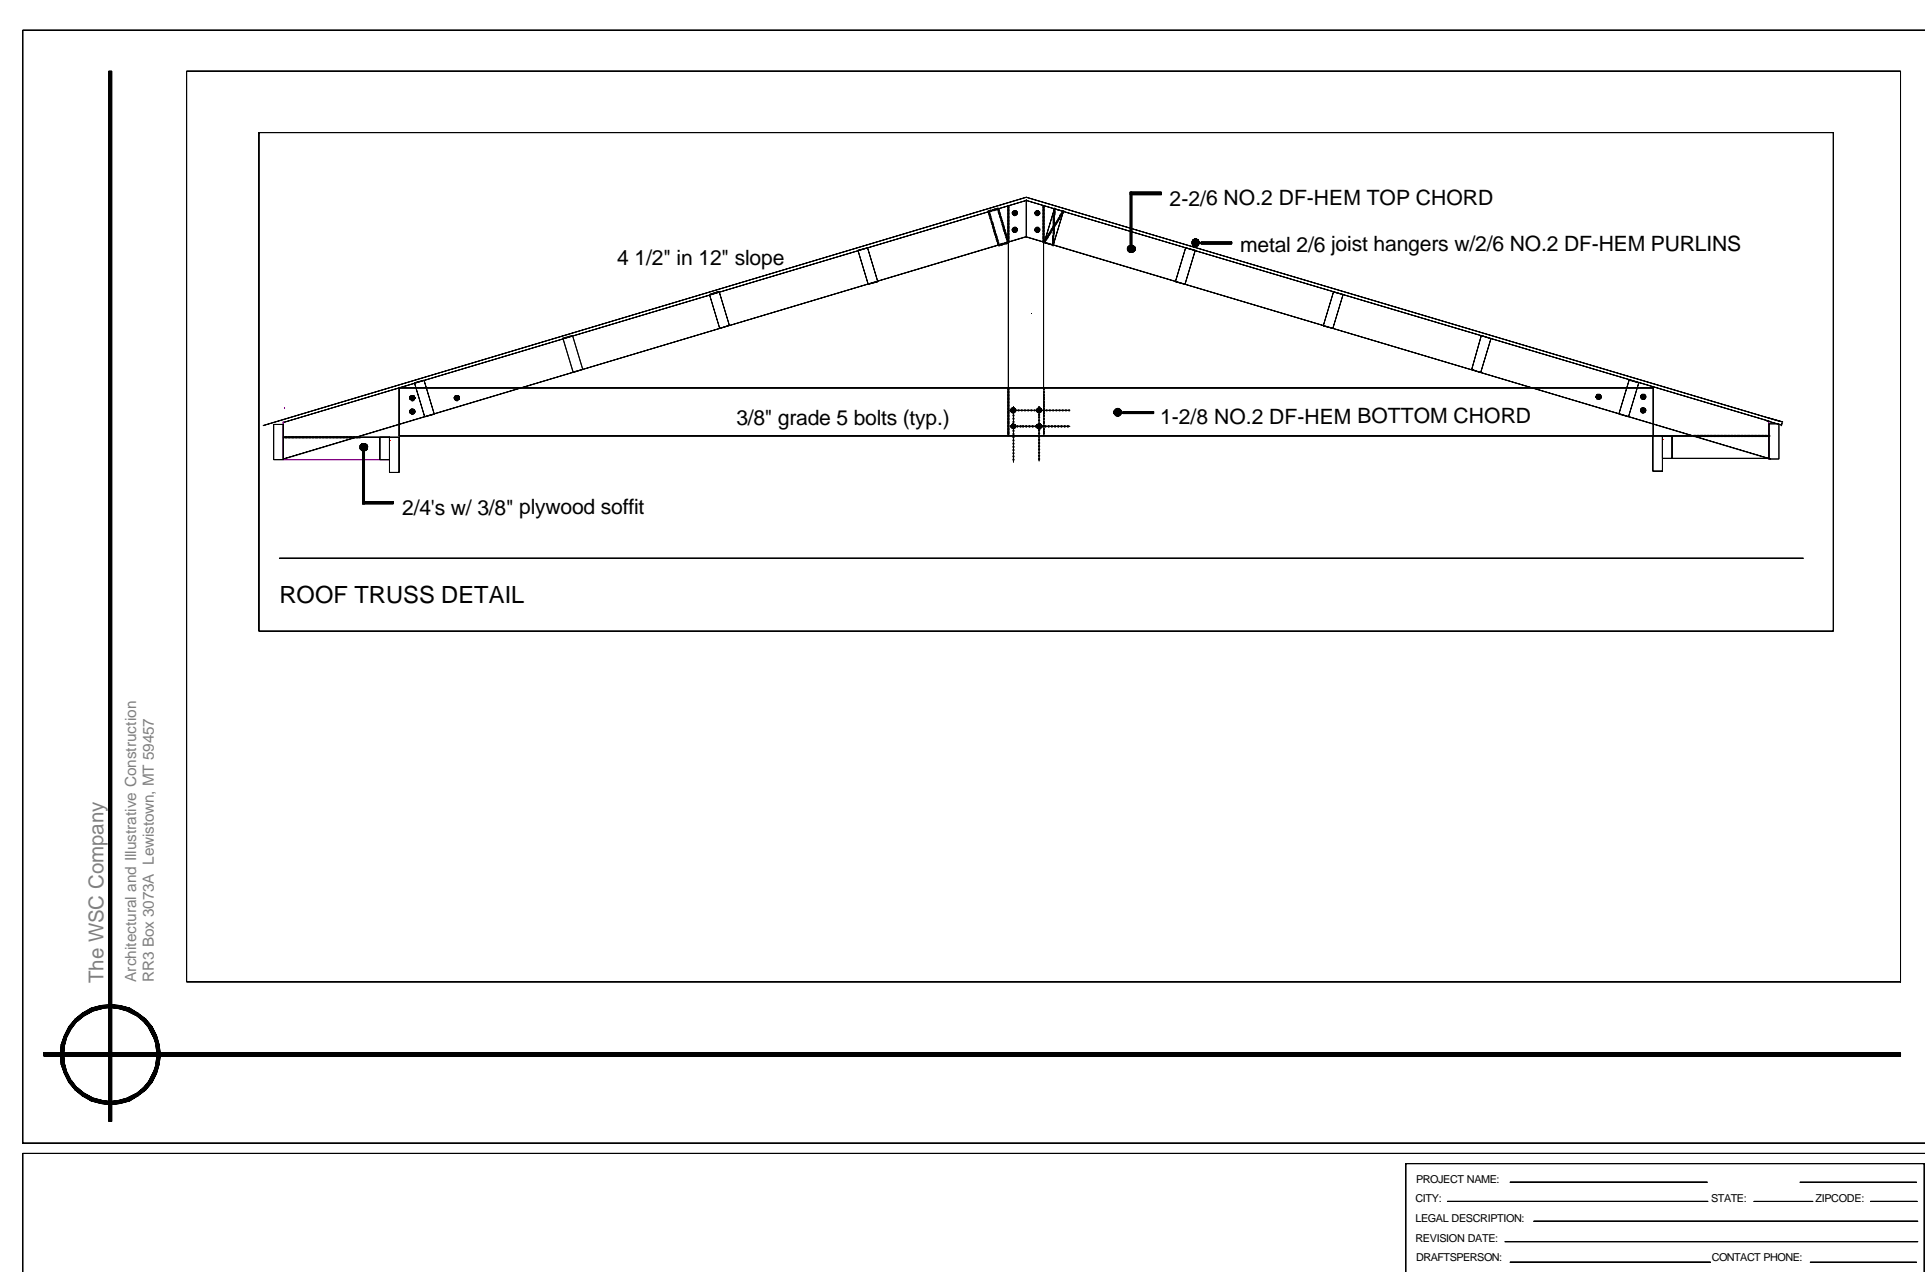 2-2/6 NO.2 DF-HEM TOP CHORD
metal 2/6 joist hangers w/2/6 NO.2 DF-HEM PURLINS
4 1/2" in 12" slope
3/8" grade 5 bolts (typ.)
1-2/8 NO.2 DF-HEM BOTTOM CHORD
2/4's w/ 3/8" plywood soffit
ROOF TRUSS DETAIL
The WSC Company
Architectural and Illustrative Construction
RR3 Box 3073A Lewistown, MT 59457
PROJECT NAME:
CITY: STATE: ZIPCODE:
LEGAL DESCRIPTION:
REVISION DATE:
DRAFTSPERSON: CONTACT PHONE: